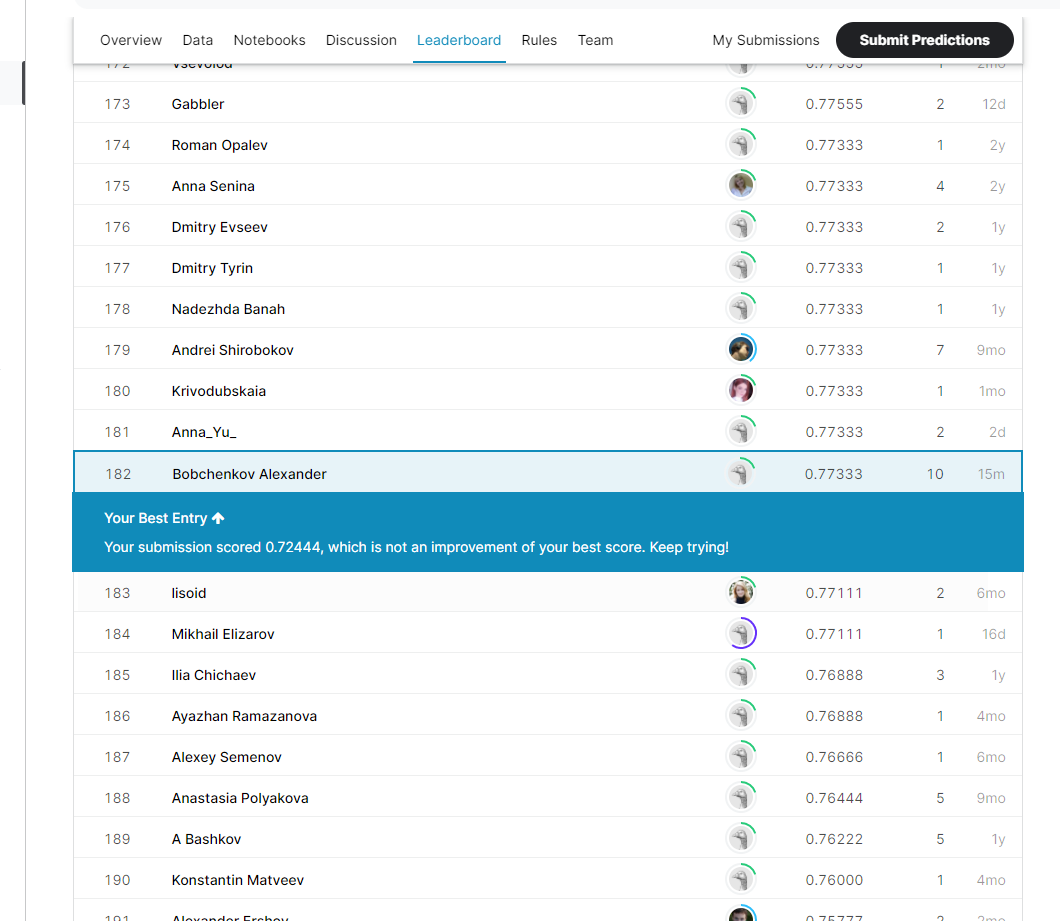 Overview Data Notebooks Discussion Leaderboard Rules Team My Submissions Submit Predictions
172 Vsevolod 0.77555 1 2mo
173 Gabbler 0.77555 2 12d
174 Roman Opalev 0.77333 1 2y
175 Anna Senina 0.77333 4 2y
176 Dmitry Evseev 0.77333 2 1y
177 Dmitry Tyrin 0.77333 1 1y
178 Nadezhda Banah 0.77333 1 1y
179 Andrei Shirobokov 0.77333 7 9mo
180 Krivodubskaia 0.77333 1 1mo
181 Anna_Yu_ 0.77333 2 2d
182 Bobchenkov Alexander 0.77333 10 15m
Your Best Entry
Your submission scored 0.72444, which is not an improvement of your best score. Keep trying!
183 lisoid 0.77111 2 6mo
184 Mikhail Elizarov 0.77111 1 16d
185 Ilia Chichaev 0.76888 3 1y
186 Ayazhan Ramazanova 0.76888 1 4mo
187 Alexey Semenov 0.76666 1 6mo
188 Anastasia Polyakova 0.76444 5 9mo
189 A Bashkov 0.76222 5 1y
190 Konstantin Matveev 0.76000 1 4mo
191 Alexander Ershov 0.75777 2 2mo